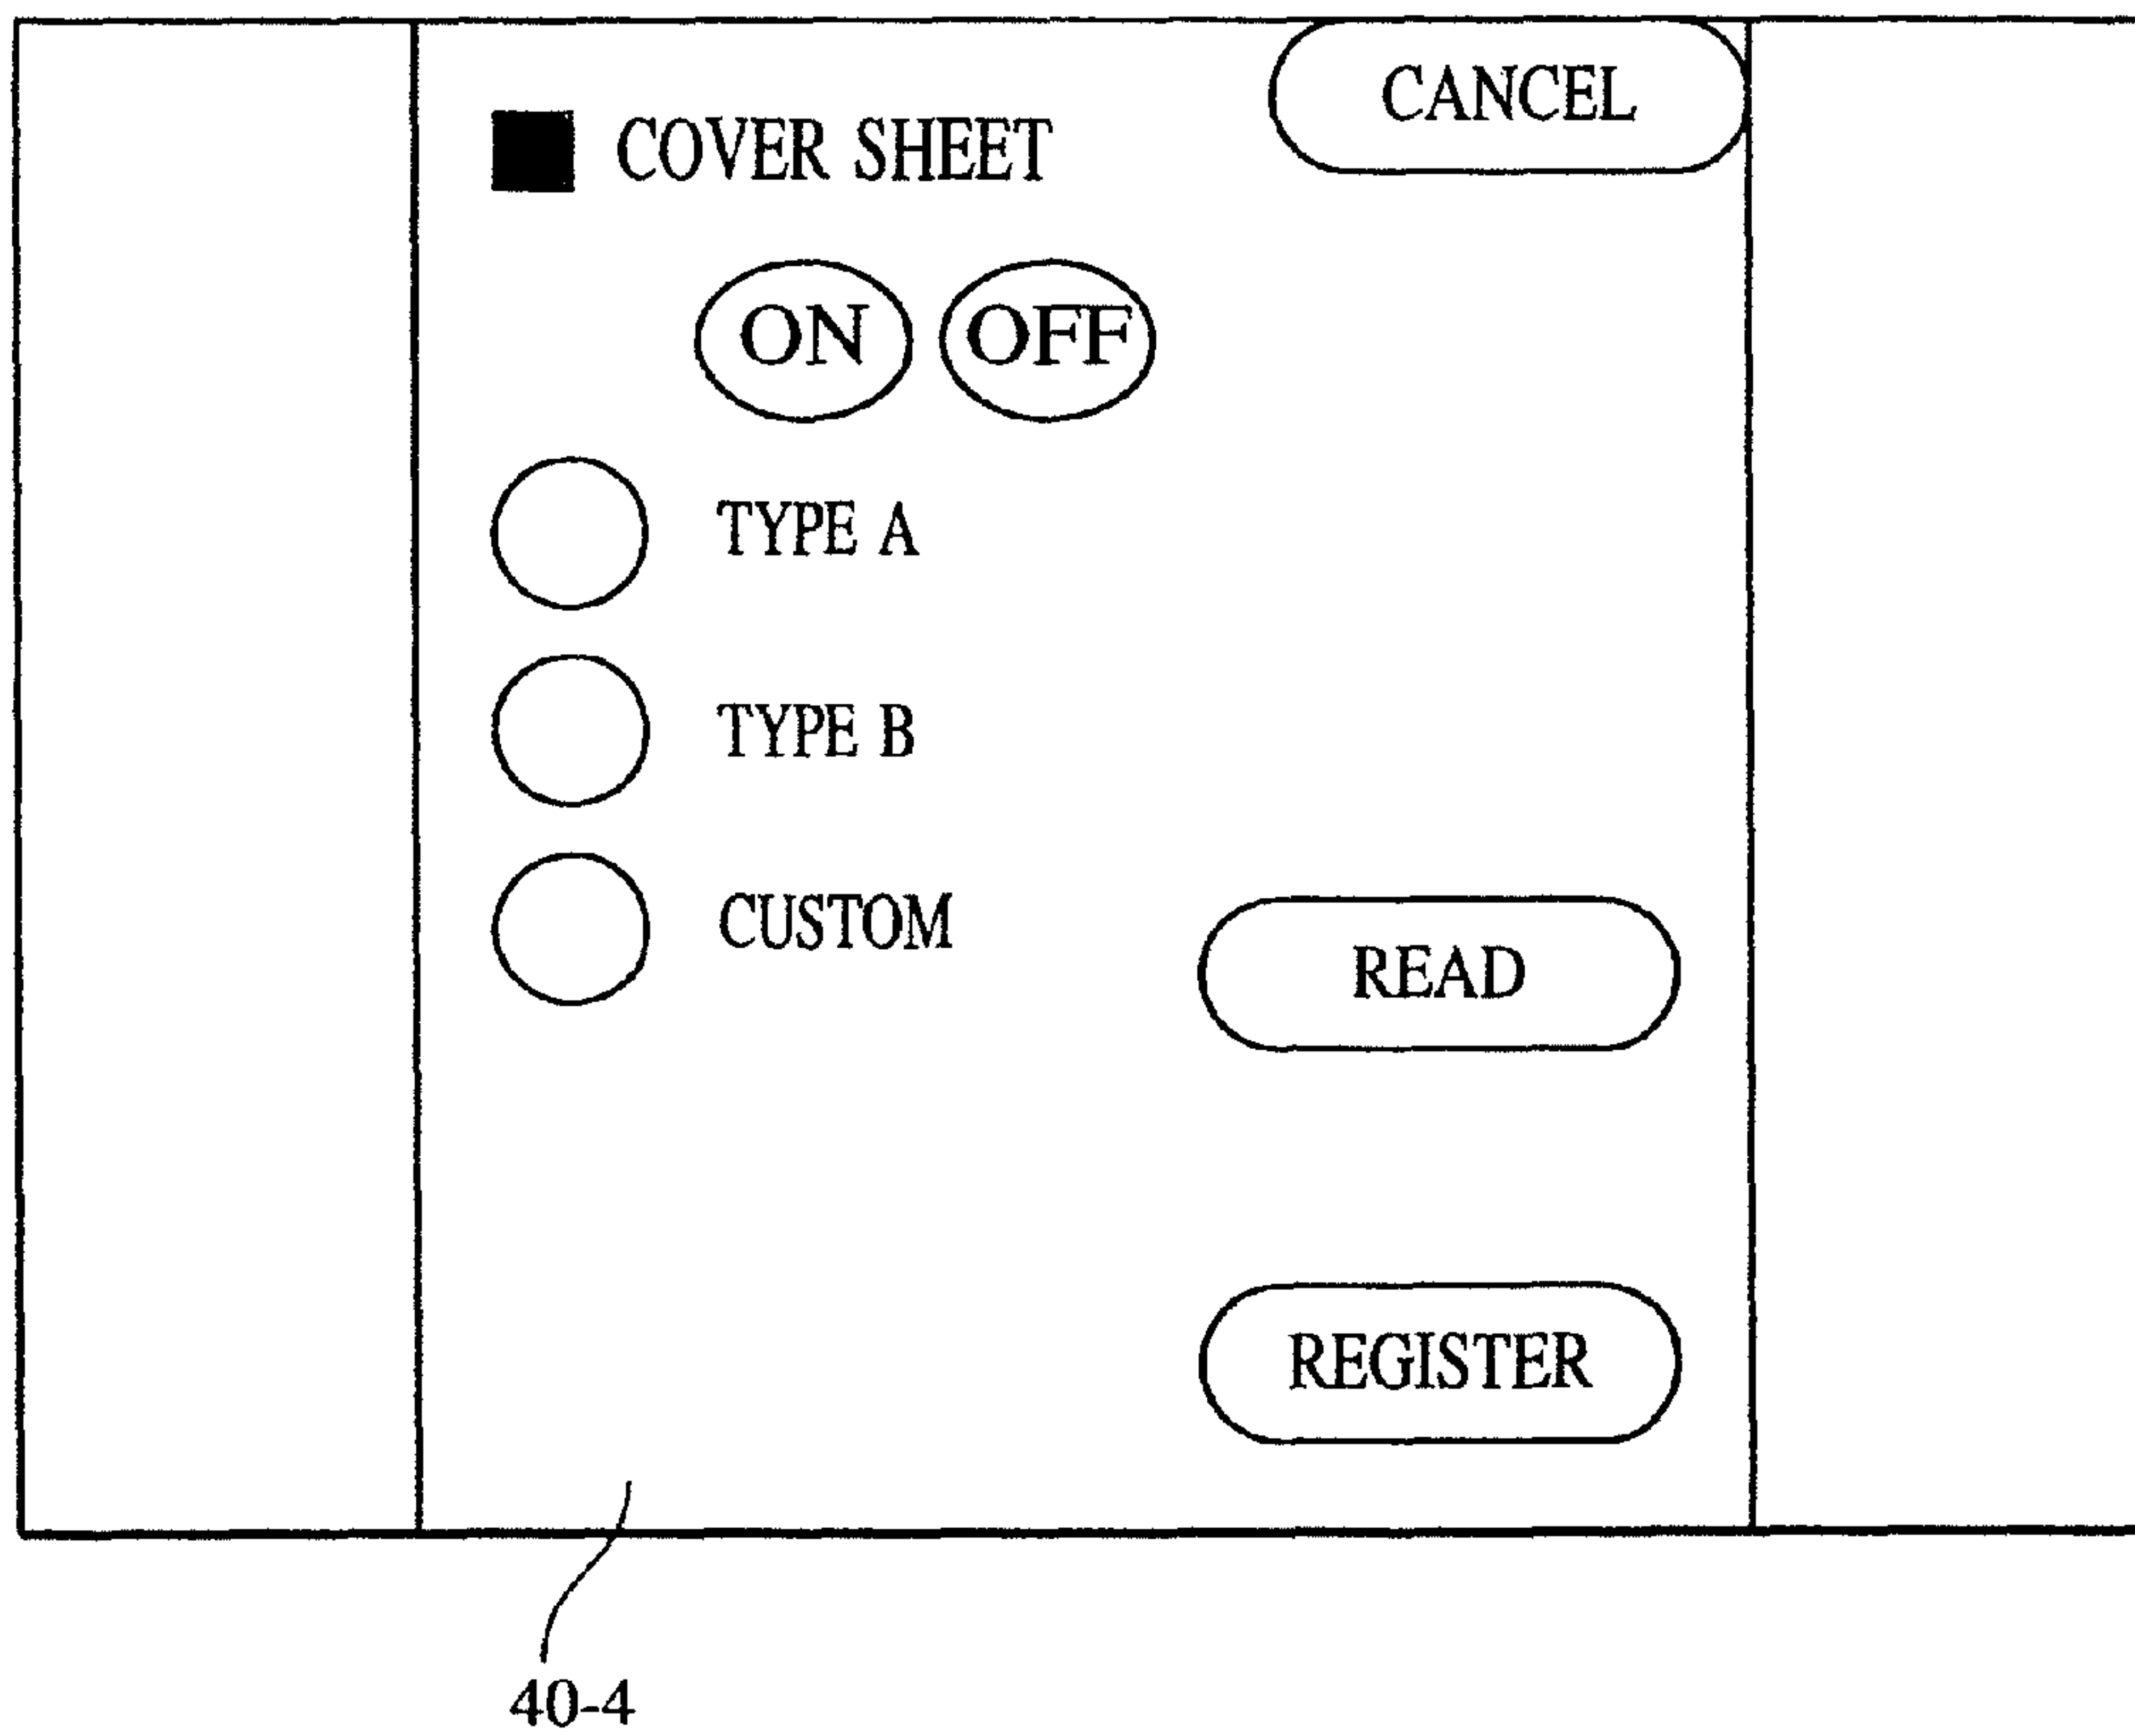 CANCEL
COVER SHEET
ON OFF
TYPE A
TYPE B
CUSTOM
READ
REGISTER
40-4